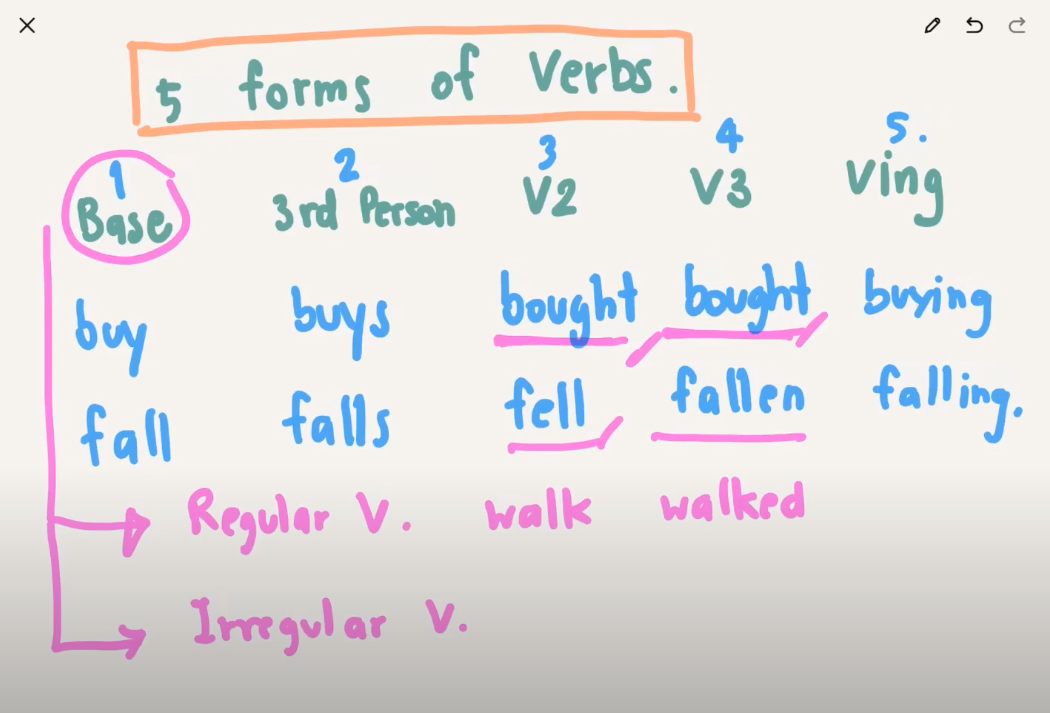 5 forms of Verbs.
1 2 3 4 5.
Base 3rd Person V2 V3 Ving
buy buys bought bought buying
fall falls fell fallen falling.
Regular V. walk walked
Irregular V.